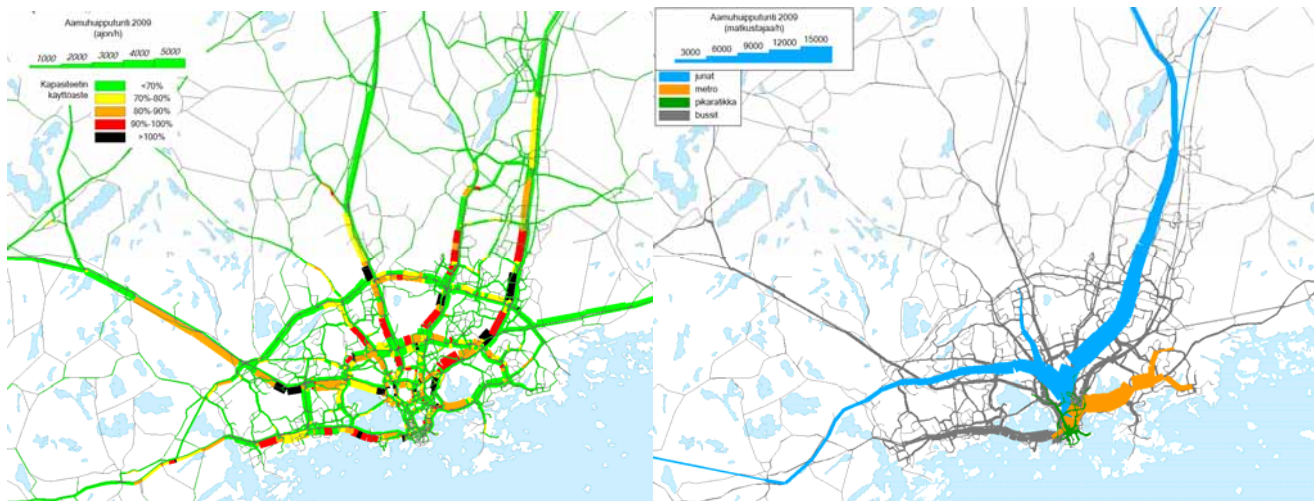 Aamuhuipputunti 2009
(ajon/h)
1000 2000 3000 4000 5000
Kapasiteetin
käyttöaste
<70%
70%-80%
80%-90%
90%-100%
>100%
Aamuhuipputunti 2009
(matkustajaa/h)
3000 6000 9000 12000 15000
junat
metro
pikaratikka
bussit